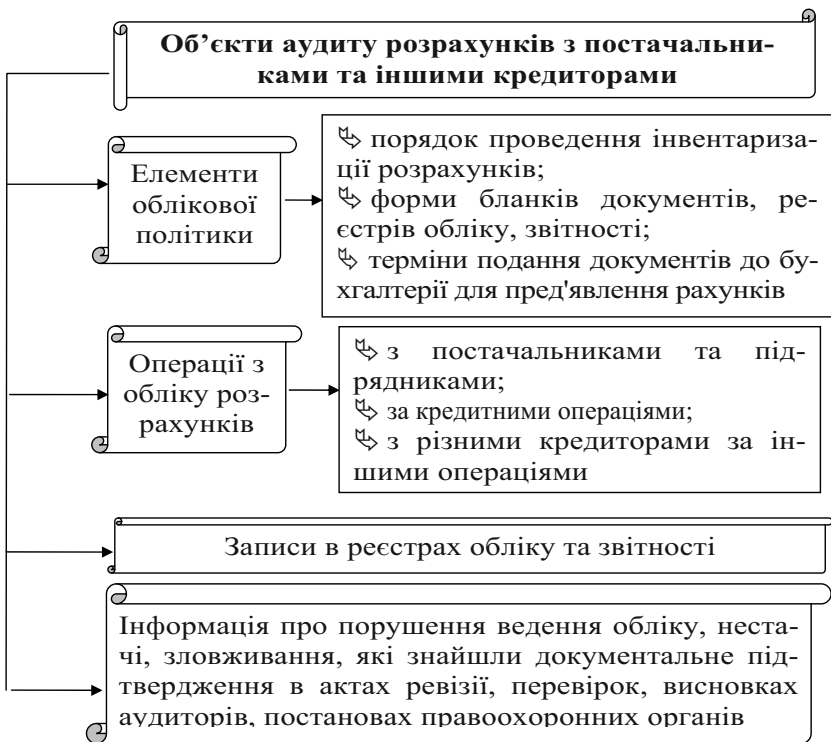 Об’єкти аудиту розрахунків з постачальни-
ками та іншими кредиторами
Елементи
облікової
політики
порядок проведення інвентариза-
ції розрахунків;
форми бланків документів, ре-
єстрів обліку, звітності;
терміни подання документів до бу-
хгалтерії для пред'явлення рахунків
Операції з
обліку роз-
рахунків
з постачальниками та під-
рядниками;
за кредитними операціями;
з різними кредиторами за ін-
шими операціями
Записи в реєстрах обліку та звітності
Інформація про порушення ведення обліку, неста-
чі, зловживання, які знайшли документальне під-
твердження в актах ревізії, перевірок, висновках
аудиторів, постановах правоохоронних органів